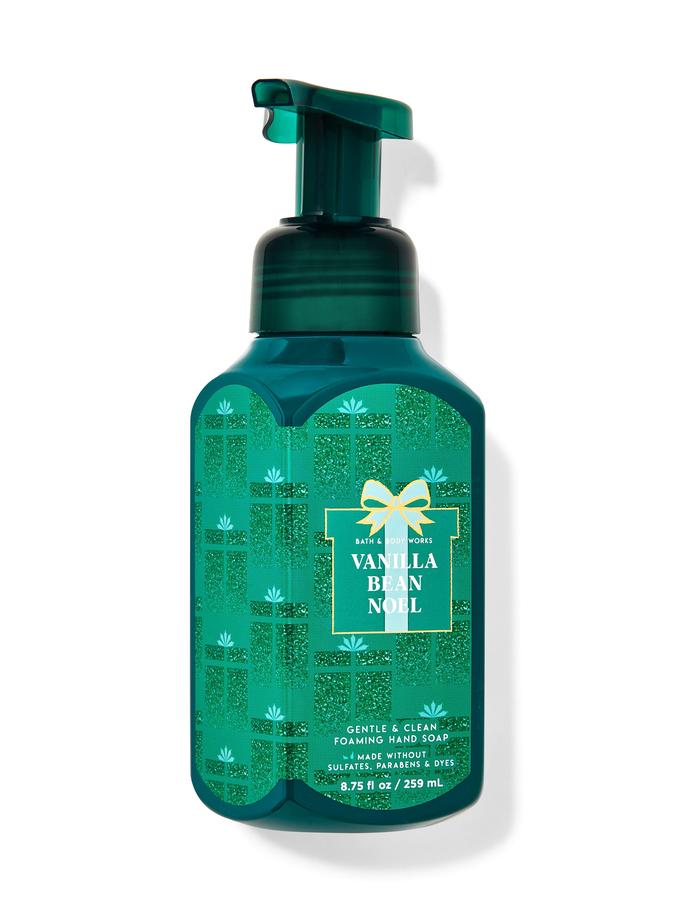 BATH & BODY WORKS
VANILLA
BEAN
NOEL
GENTLE & CLEAN
FOAMING HAND SOAP
MADE WITHOUT
SULFATES, PARABENS & DYES
8.75 fl oz / 259 mL